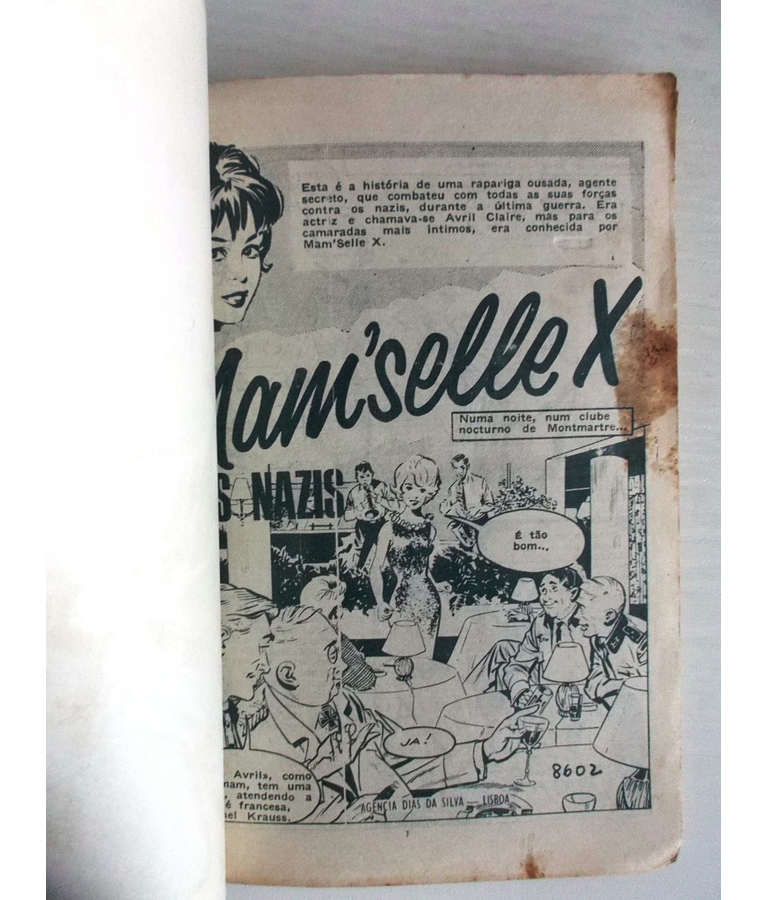 Esta é a história de uma rapariga ousada, agente
secreto, que combateu com todas as suas forças
contra os nazis, durante a última guerra. Era
actriz e chamava-se Avril Claire, mas para os
camaradas mais íntimos, era conhecida por
Mam'Selle X.
Mam'selle X
Numa noite, num clube
nocturno de Montmartre...
S NAZIS
É tão
bom...
JA!
Avril», como
nam, tem uma
, atendendo a
é francesa,
nel Krauss.
8602
AGÊNCIA DIAS DA SILVA — LISBOA